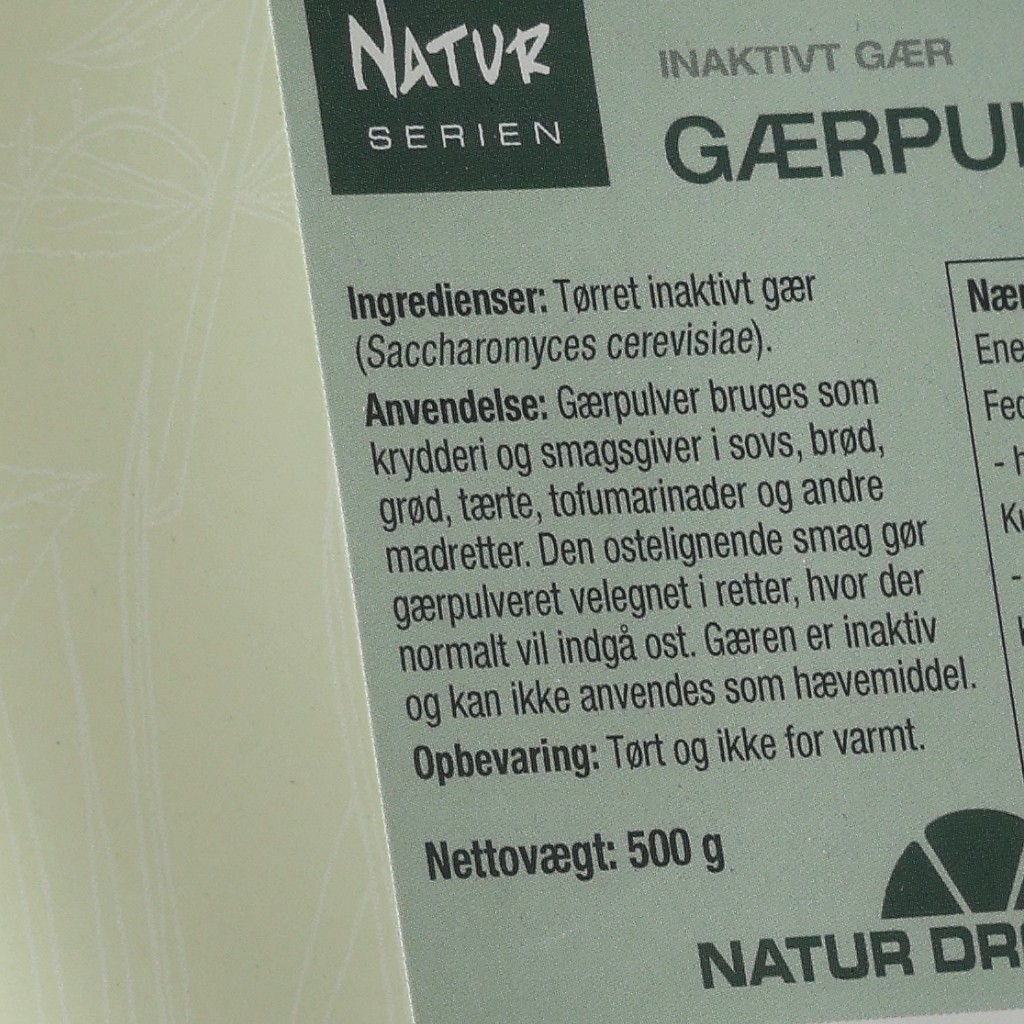 NATUR
SERIEN
INAKTIVT GÆR
Ingredienser: Tørret inaktivt gær
(Saccharomyces cerevisiae).
Anvendelse: Gærpulver bruges som
krydderi og smagsgiver i sovs, brød,
grød, tærte, tofumarinader og andre
madretter. Den ostelignende smag gør
gærpulveret velegnet i retter, hvor der
normalt vil indgå ost. Gæren er inaktiv
og kan ikke anvendes som hævemiddel.
Opbevaring: Tørt og ikke for varmt.
Nettovægt: 500 g
NATUR